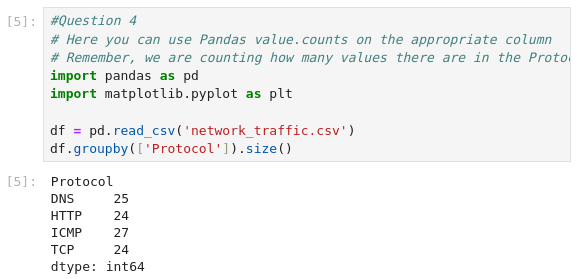 [5]: #Question 4
# Here you can use Pandas value.counts on the appropriate column
# Remember, we are counting how many values there are in the
import pandas as pd
import matplotlib.pyplot as plt
df = pd.read_csv('network_traffic.csv')
df.groupby(['Protocol']).size()
[5]: Protocol
DNS 25
HTTP 24
ICMP 27
TCP 24
dtype: int64